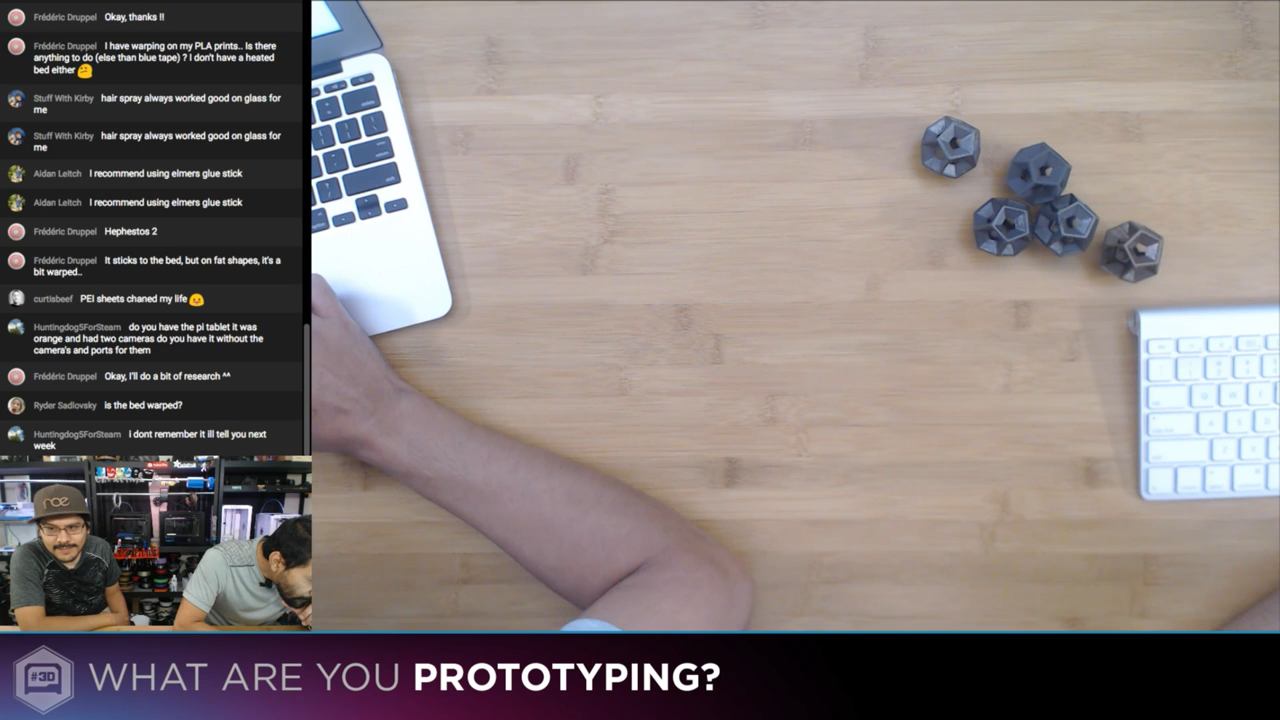 Frédéric Druppel Okay, thanks !!
Frédéric Druppel I have warping on my PLA prints.. Is there
anything to do (else than blue tape) ? I don't have a heated
bed either
Stuff With Kirby hair spray always worked good on glass for
me
Stuff With Kirby hair spray always worked good on glass for
me
Aidan Leitch I recommend using elmers glue stick
Aidan Leitch I recommend using elmers glue stick
Frédéric Druppel Hephestos 2
Frédéric Druppel It sticks to the bed, but on fat shapes, it's a
bit warped..
curtisbeef PEI sheets chaned my life
Huntingdog5ForSteam do you have the pi tablet it was
orange and had two cameras do you have it without the
camera's and ports for them
Frédéric Druppel Okay, I'll do a bit of research ^^
Ryder Sadlovsky is the bed warped?
Huntingdog5ForSteam I dont remember it ill tell you next
week
noe
#3D
WHAT ARE YOU PROTOTYPING?